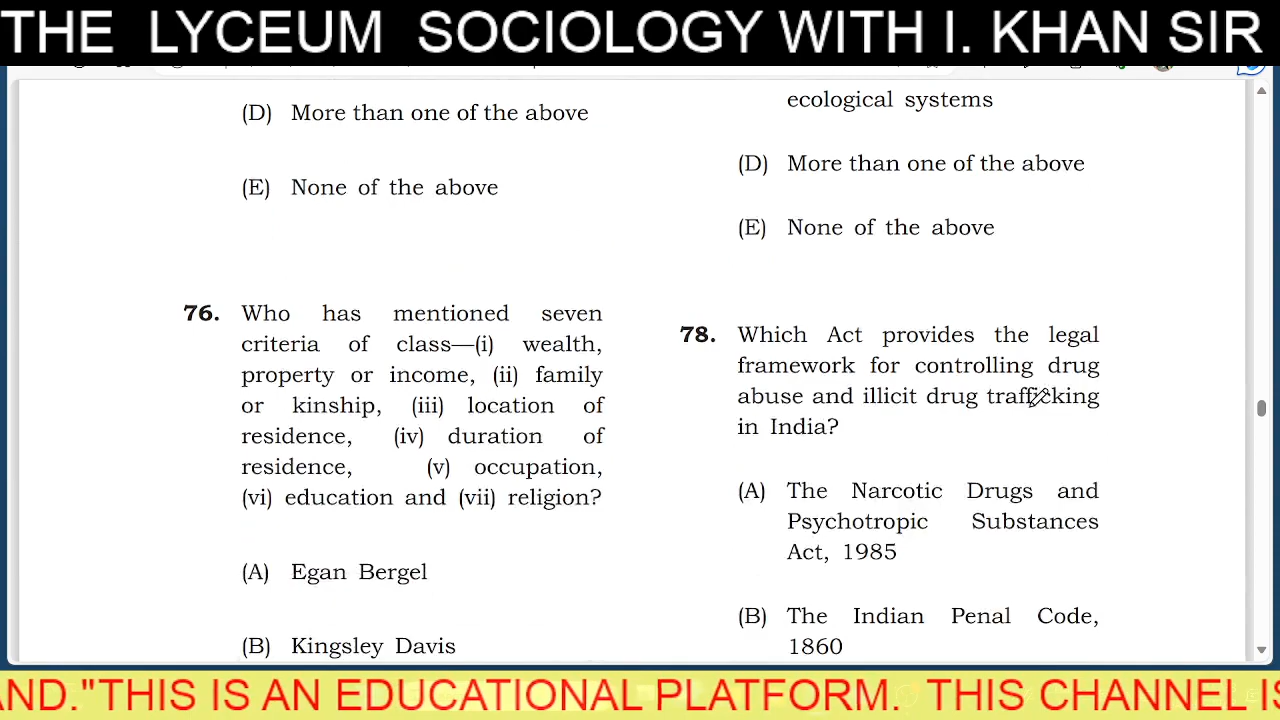 THE LYCEUM SOCIOLOGY WITH I. KHAN SIR
(D) More than one of the above
(E) None of the above
76. Who has mentioned seven
criteria of class—(i) wealth,
property or income, (ii) family
or kinship, (iii) location of
residence, (iv) duration of
residence, (v) occupation,
(vi) education and (vii) religion?
(A) Egan Bergel
(B) Kingsley Davis
ecological systems
(D) More than one of the above
(E) None of the above
78. Which Act provides the legal
framework for controlling drug
abuse and illicit drug trafficking
in India?
(A) The Narcotic Drugs and
Psychotropic Substances
Act, 1985
(B) The Indian Penal Code,
1860
AND."THIS IS AN EDUCATIONAL PLATFORM. THIS CHANNEL IS